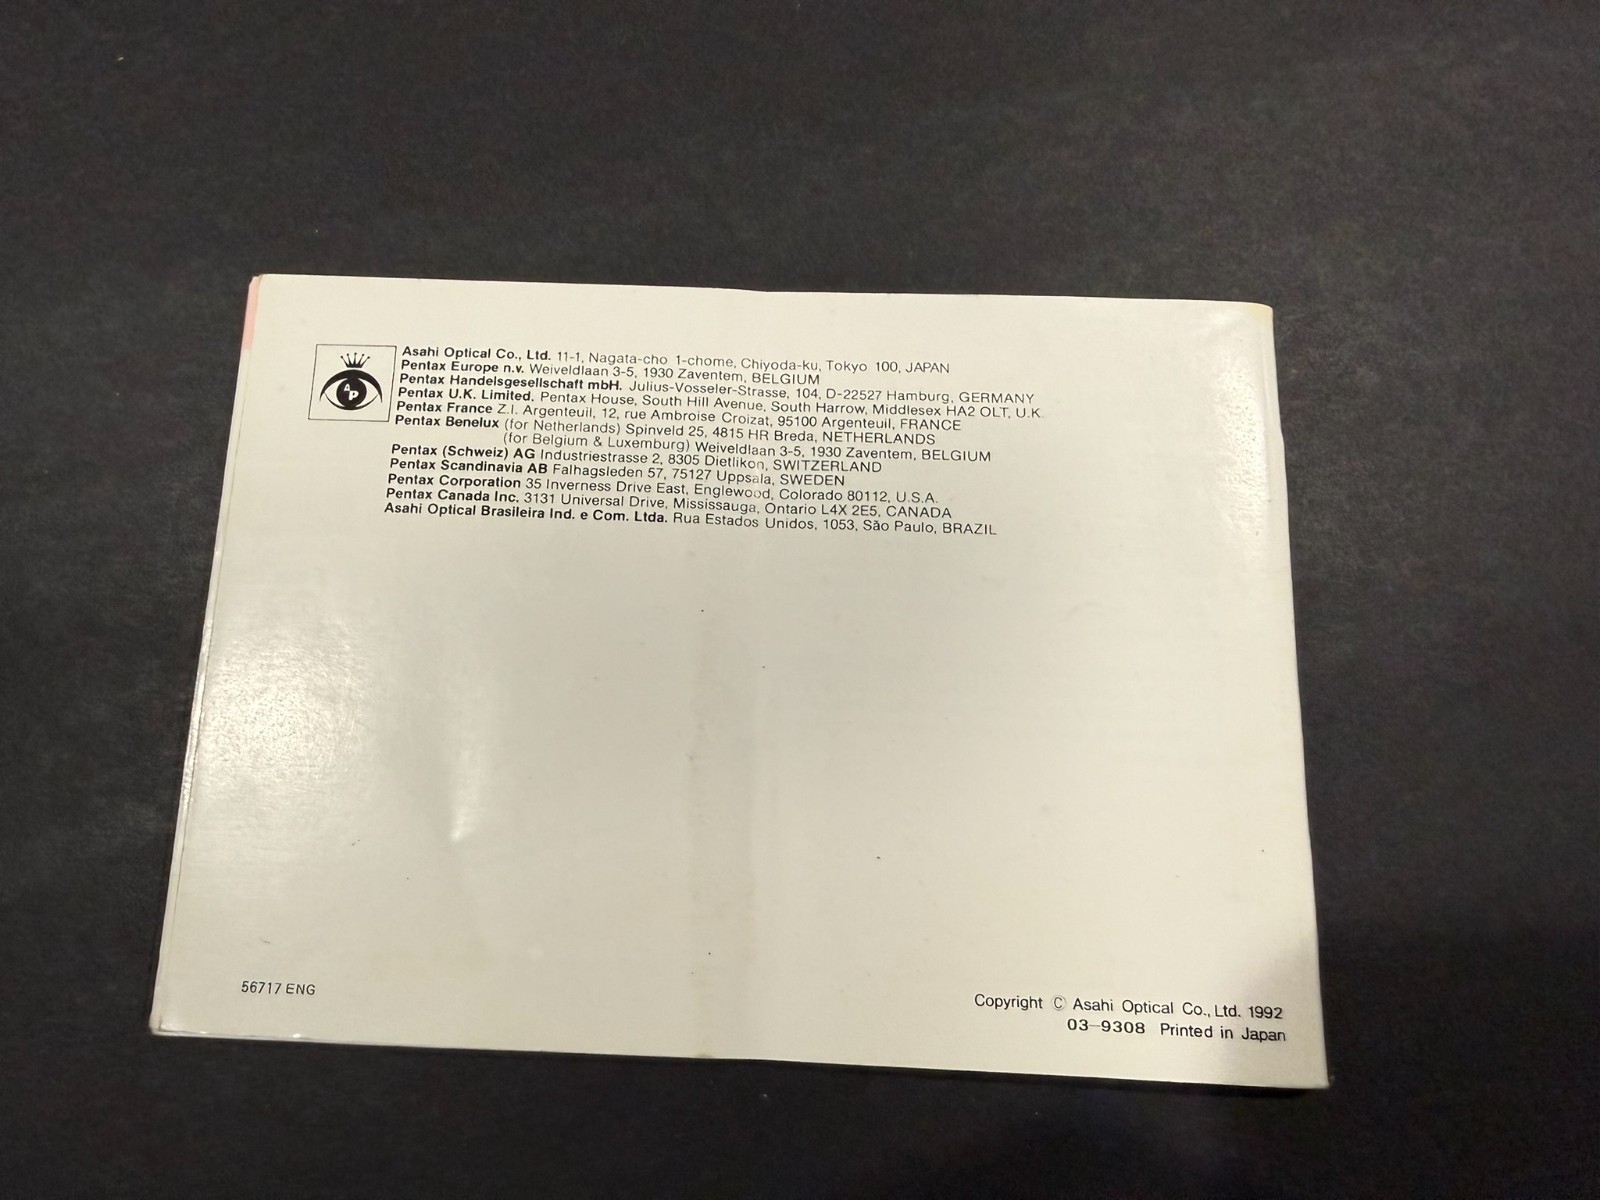 AP
Asahi Optical Co., Ltd. 11-1, Nagata-cho 1-chome, Chiyoda-ku, Tokyo 100, JAPAN
Pentax Europe n.v. Weiveldlaan 3-5, 1930 Zaventem, BELGIUM
Pentax Handelsgesellschaft mbH. Julius-Vosseler-Strasse, 104, D-22527 Hamburg, GERMANY
Pentax U.K. Limited. Pentax House, South Hill Avenue, South Harrow, Middlesex HA2 OLT, U.K.
Pentax France Z.I. Argenteuil, 12, rue Ambroise Croizat, 95100 Argenteuil, FRANCE
Pentax Benelux (for Netherlands) Spinveld 25, 4815 HR Breda, NETHERLANDS
(for Belgium & Luxemburg) Weiveldlaan 3-5, 1930 Zaventem, BELGIUM
Pentax (Schweiz) AG Industriestrasse 2, 8305 Dietlikon, SWITZERLAND
Pentax Scandinavia AB Falhagsleden 57, 75127 Uppsala, SWEDEN
Pentax Corporation 35 Inverness Drive East, Englewood, Colorado 80112, U.S.A.
Pentax Canada Inc. 3131 Universal Drive, Mississauga, Ontario L4X 2E5, CANADA
Asahi Optical Brasileira Ind. e Com. Ltda. Rua Estados Unidos, 1053, São Paulo, BRAZIL
56717 ENG
Copyright © Asahi Optical Co., Ltd. 1992
03-9308 Printed in Japan